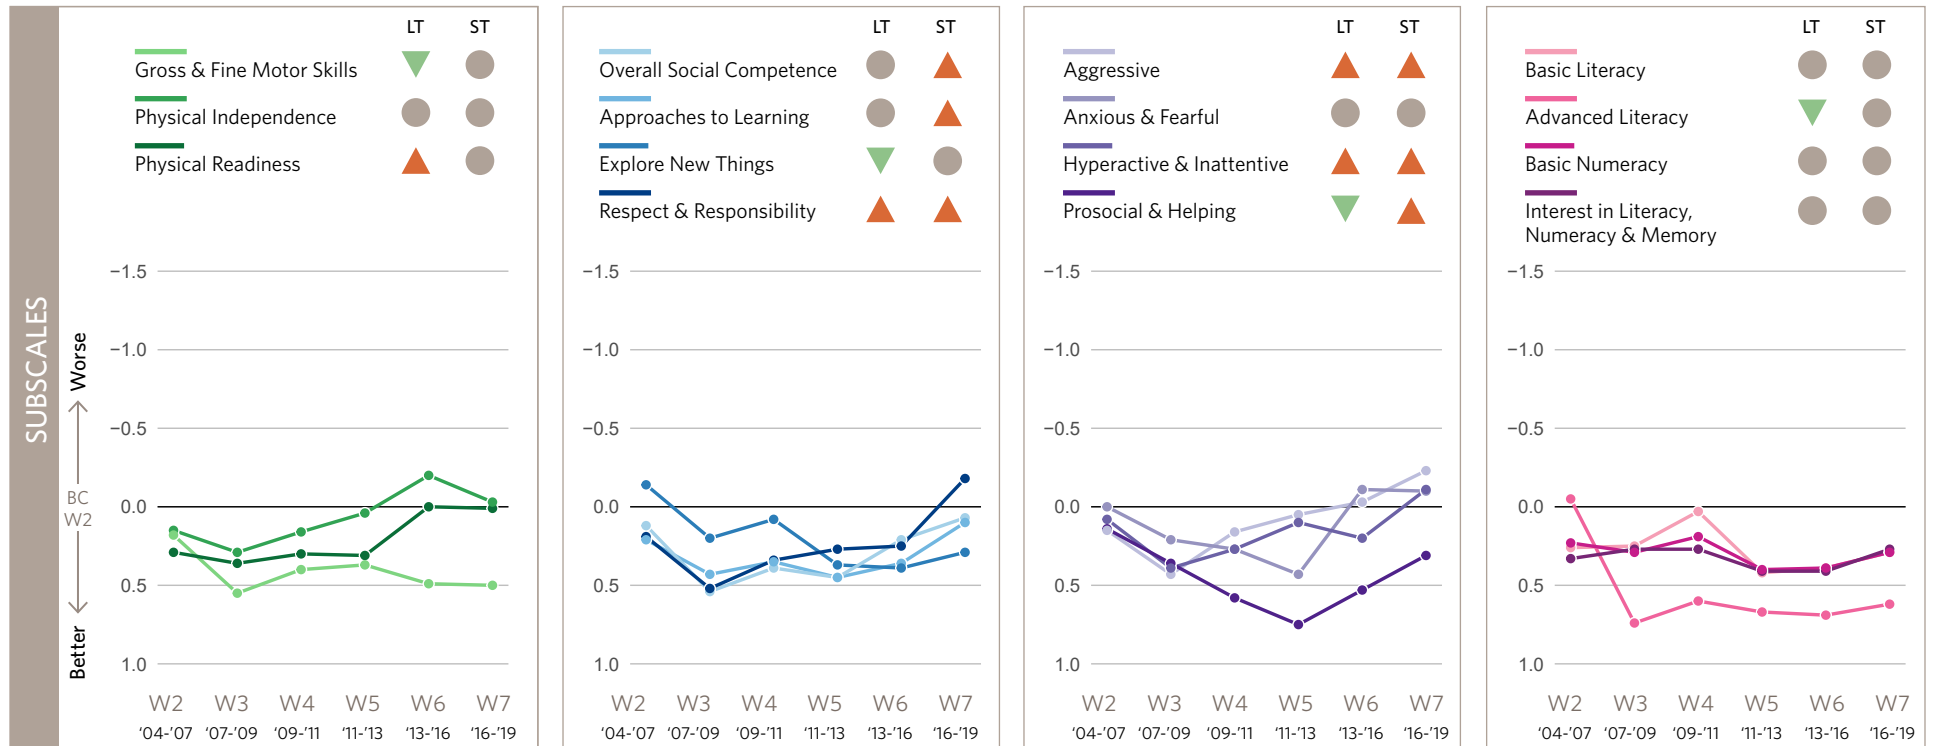 SUBSCALES
Worse
BC
W2
Better
LT ST
Gross & Fine Motor Skills
Physical Independence
Physical Readiness
−1.5
−1.0
−0.5
0.0
0.5
1.0
W2 W3 W4 W5 W6 W7
‘04-’07 ‘07-’09 ‘09-’11 ‘11-’13 ‘13-’16 ‘16-’19
LT ST
Overall Social Competence
Approaches to Learning
Explore New Things
Respect & Responsibility
−1.5
−1.0
−0.5
0.0
0.5
1.0
W2 W3 W4 W5 W6 W7
‘04-’07 ‘07-’09 ‘09-’11 ‘11-’13 ‘13-’16 ‘16-’19
LT ST
Aggressive
Anxious & Fearful
Hyperactive & Inattentive
Prosocial & Helping
−1.5
−1.0
−0.5
0.0
0.5
1.0
W2 W3 W4 W5 W6 W7
‘04-’07 ‘07-’09 ‘09-’11 ‘11-’13 ‘13-’16 ‘16-’19
LT ST
Basic Literacy
Advanced Literacy
Basic Numeracy
Interest in Literacy,
Numeracy & Memory
−1.5
−1.0
−0.5
0.0
0.5
1.0
W2 W3 W4 W5 W6 W7
‘04-’07 ‘07-’09 ‘09-’11 ‘11-’13 ‘13-’16 ‘16-’19